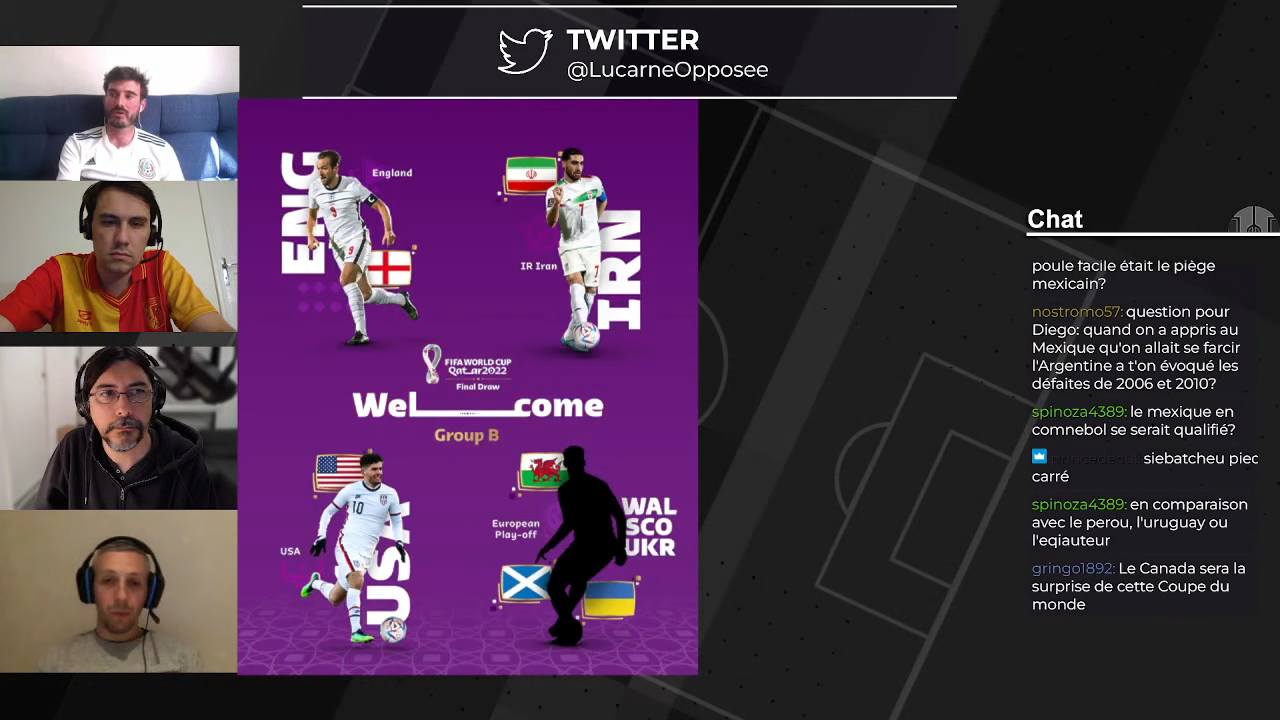 TWITTER
@LucarneOpposee
ENG
England
IRN
IR Iran
FIFA WORLD CUP
Qatar2022
Final Draw
Wel come
Group B
USA
USA
10
European
Play-off
WAL
SCO
UKR
Chat
poule facile était le piège
mexicain?
nostromo57: question pour
Diego: quand on a appris au
Mexique qu'on allait se farcir
l'Argentine a t'on évoqué les
défaites de 2006 et 2010?
spinoza4389: le mexique en
comnebol se serait qualifié?
siebatcheu pied
carré
spinoza4389: en comparaison
avec le perou, l'uruguay ou
l'eqiauteur
gringo1892: Le Canada sera la
surprise de cette Coupe du
monde